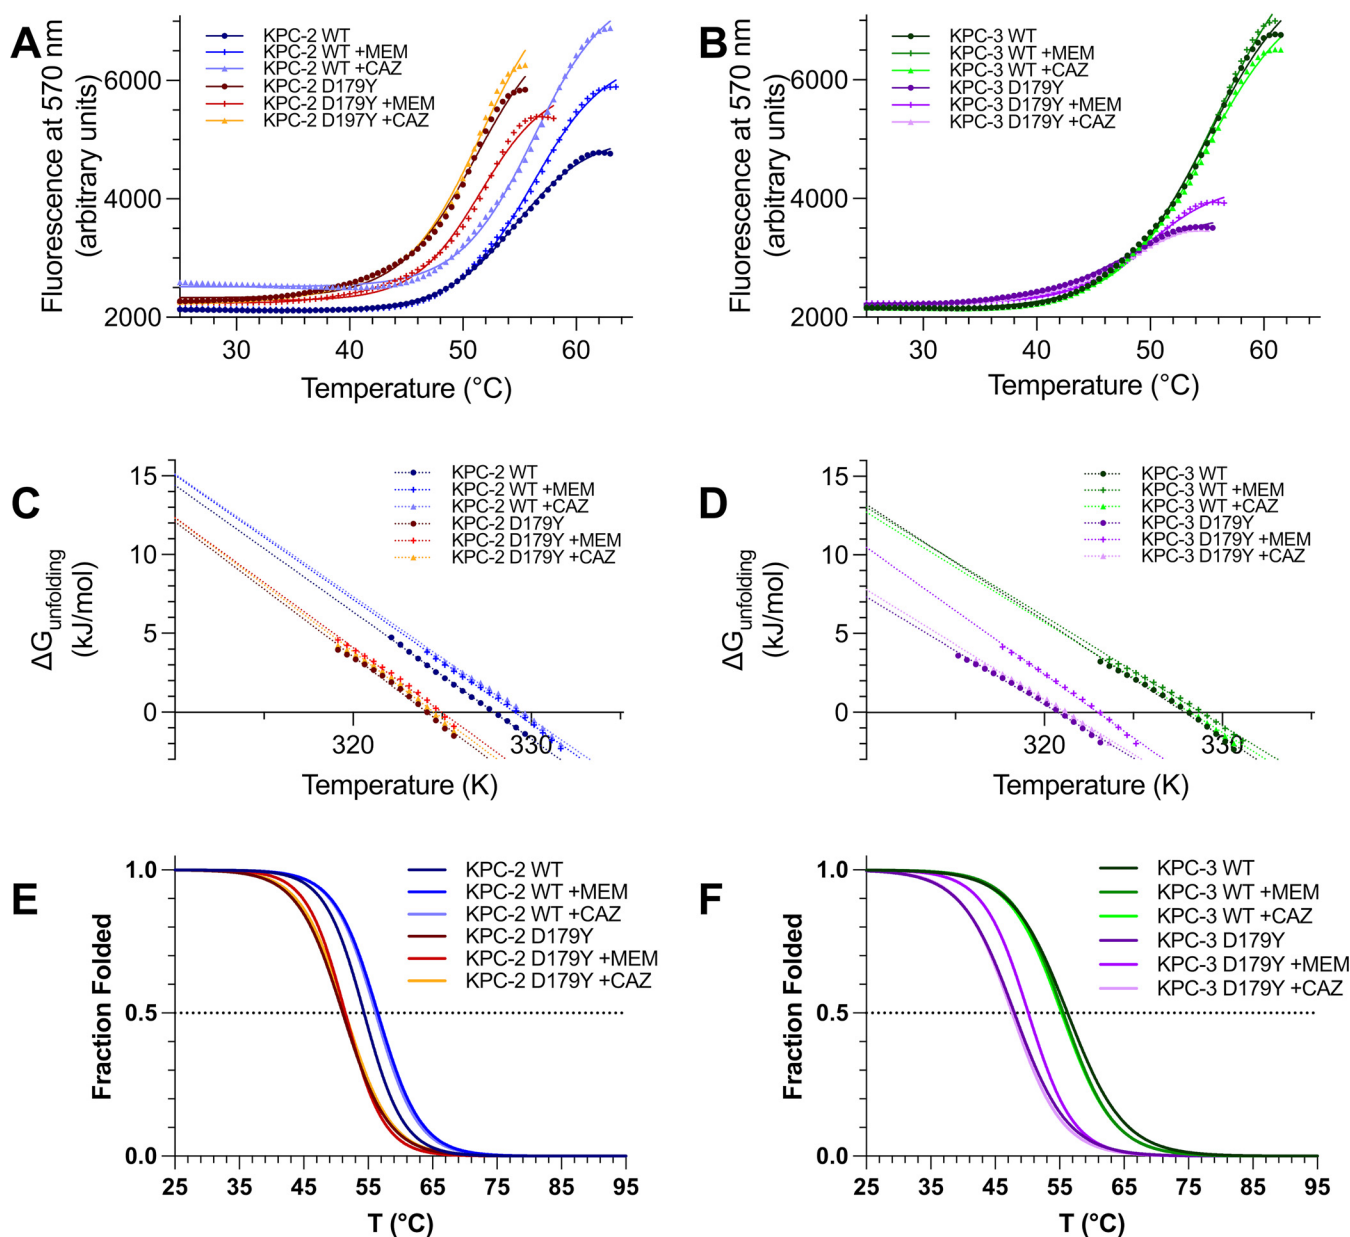 A
Fluorescence at 570 nm
(arbitrary units)
6000
4000
2000
30 40 50 60
Temperature (°C)
KPC-2 WT
KPC-2 WT +MEM
KPC-2 WT +CAZ
KPC-2 D179Y
KPC-2 D179Y +MEM
KPC-2 D197Y +CAZ
B
Fluorescence at 570 nm
(arbitrary units)
6000
4000
2000
30 40 50 60
Temperature (°C)
KPC-3 WT
KPC-3 WT +MEM
KPC-3 WT +CAZ
KPC-3 D179Y
KPC-3 D179Y +MEM
KPC-3 D179Y +CAZ
C
ΔGunfolding
(kJ/mol)
15
10
5
0
320 330
Temperature (K)
KPC-2 WT
KPC-2 WT +MEM
KPC-2 WT +CAZ
KPC-2 D179Y
KPC-2 D179Y +MEM
KPC-2 D179Y +CAZ
D
ΔGunfolding
(kJ/mol)
15
10
5
0
320 330
Temperature (K)
KPC-3 WT
KPC-3 WT +MEM
KPC-3 WT +CAZ
KPC-3 D179Y
KPC-3 D179Y +MEM
KPC-3 D179Y +CAZ
E
Fraction Folded
1.0
0.5
0.0
25 35 45 55 65 75 85 95
T (°C)
KPC-2 WT
KPC-2 WT +MEM
KPC-2 WT +CAZ
KPC-2 D179Y
KPC-2 D179Y +MEM
KPC-2 D179Y +CAZ
F
Fraction Folded
1.0
0.5
0.0
25 35 45 55 65 75 85 95
T (°C)
KPC-3 WT
KPC-3 WT +MEM
KPC-3 WT +CAZ
KPC-3 D179Y
KPC-3 D179Y +MEM
KPC-3 D179Y +CAZ